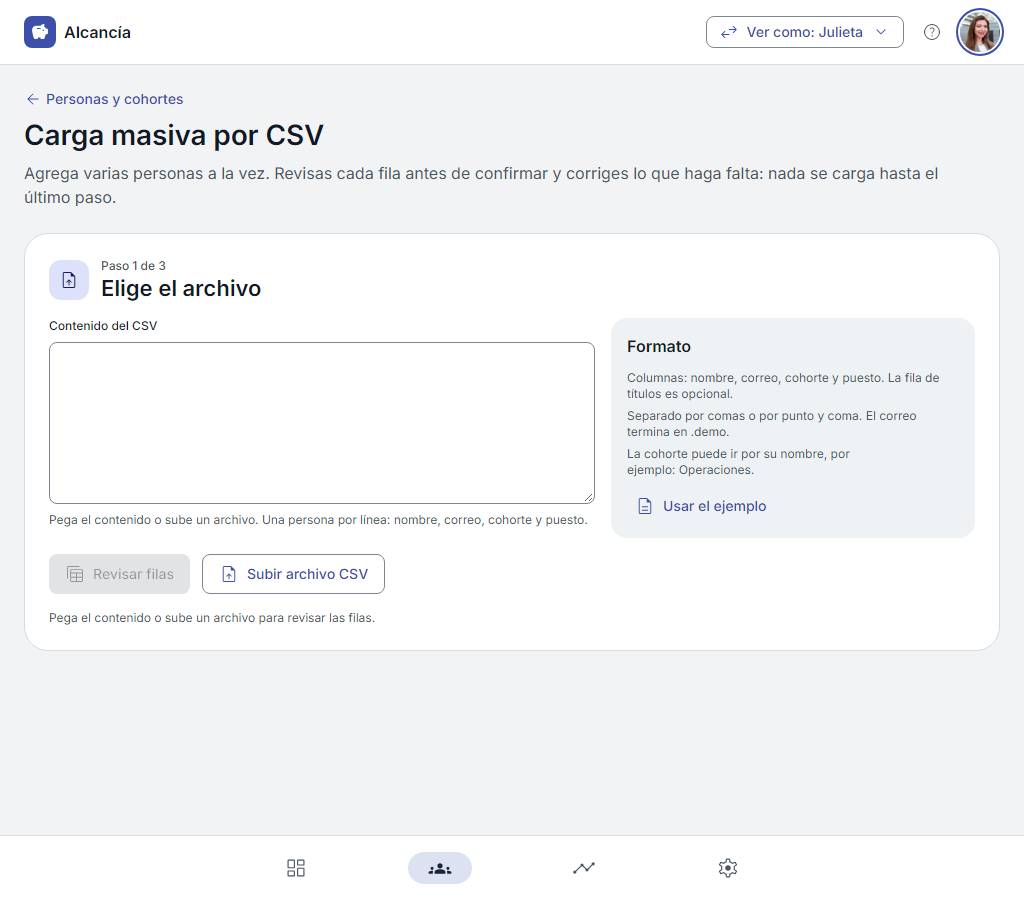 Alcancía
Ver como: Julieta
Personas y cohortes
Carga masiva por CSV
Agrega varias personas a la vez. Revisas cada fila antes de confirmar y corriges lo que haga falta: nada se carga hasta el
último paso.
Paso 1 de 3
Elige el archivo
Contenido del CSV
Pega el contenido o sube un archivo. Una persona por línea: nombre, correo, cohorte y puesto.
Revisar filas
Subir archivo CSV
Pega el contenido o sube un archivo para revisar las filas.
Formato
Columnas: nombre, correo, cohorte y puesto. La fila de
títulos es opcional.
Separado por comas o por punto y coma. El correo
termina en .demo.
La cohorte puede ir por su nombre, por
ejemplo: Operaciones.
Usar el ejemplo